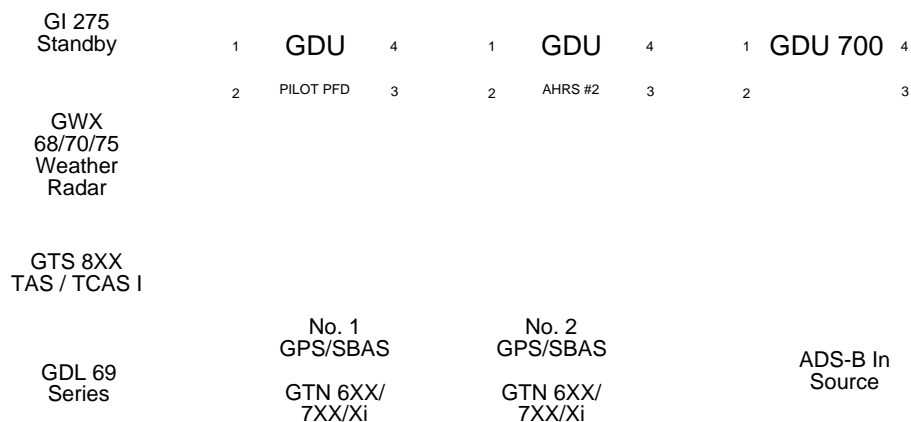 GI 275
Standby
1 GDU 4
2 PILOT PFD 3
1 GDU 4
2 AHRS #2 3
1 GDU 700 4
2 3
GWX
68/70/75
Weather
Radar
GTS 8XX
TAS / TCAS I
GDL 69
Series
No. 1
GPS/SBAS
GTN 6XX/
7XX/Xi
No. 2
GPS/SBAS
GTN 6XX/
7XX/Xi
ADS-B In
Source